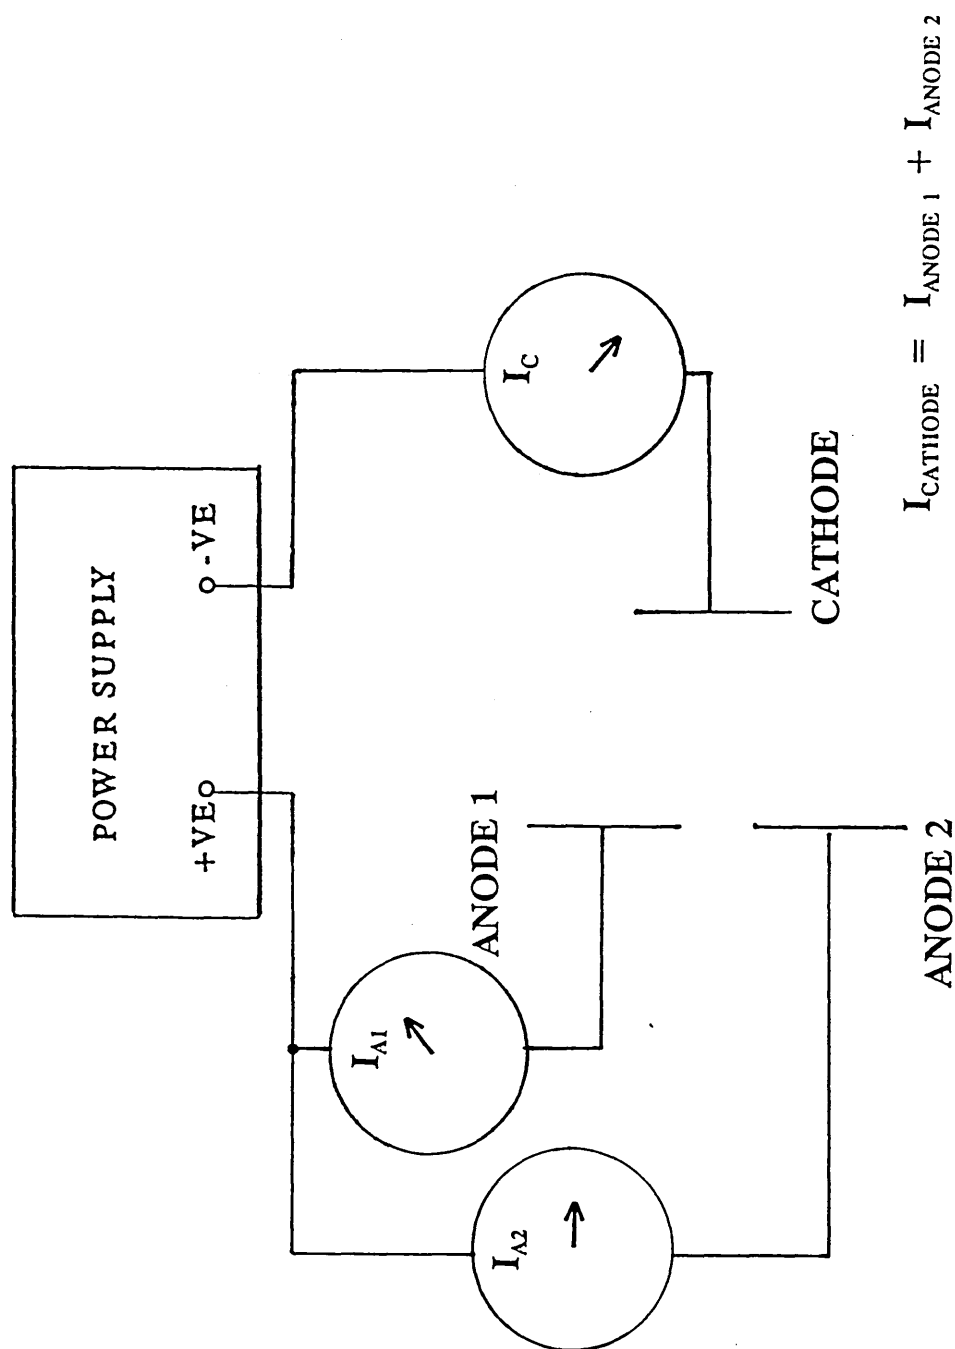 POWER SUPPLY
+VE -VE
I_A1
I_A2
I_C
ANODE 1
ANODE 2
CATHODE
I_CATHODE = I_ANODE 1 + I_ANODE 2